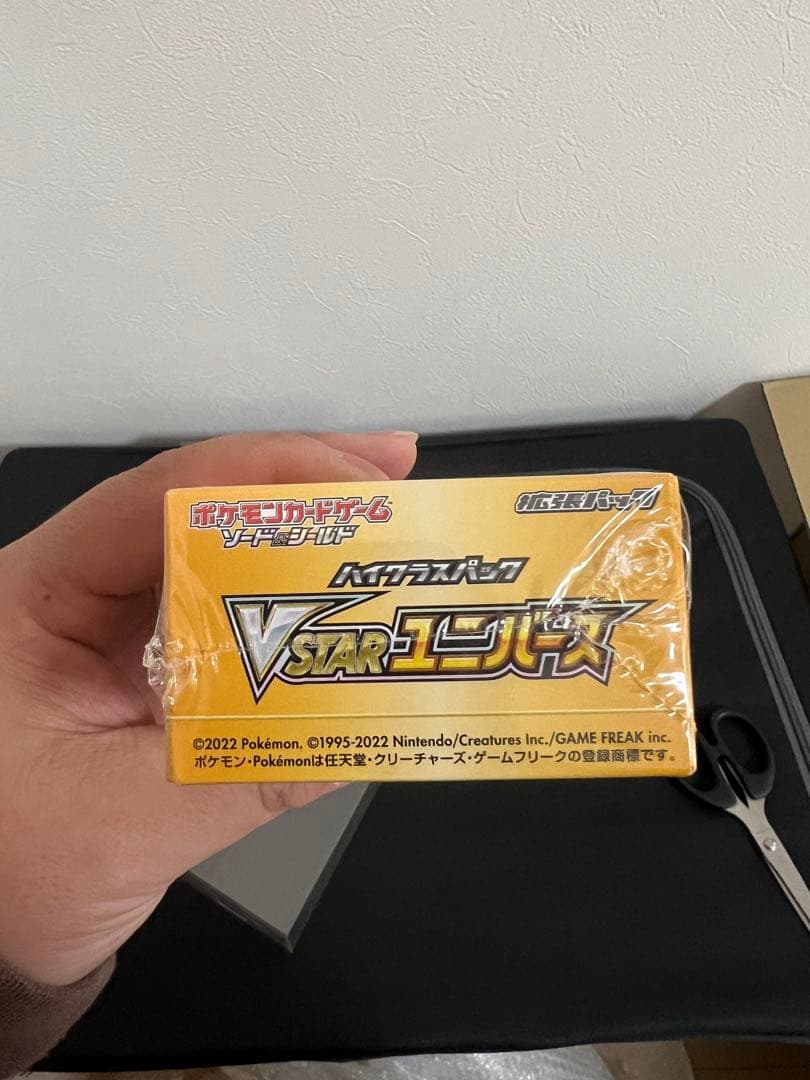 ポケモンカードゲーム
ソード&シールド
拡張パック
ハイクラスパック
VSTARユニバース
©2022 Pokémon. ©1995-2022 Nintendo/Creatures Inc./GAME FREAK inc.
ポケモン・Pokémonは任天堂・クリーチャーズ・ゲームフリークの登録商標です。